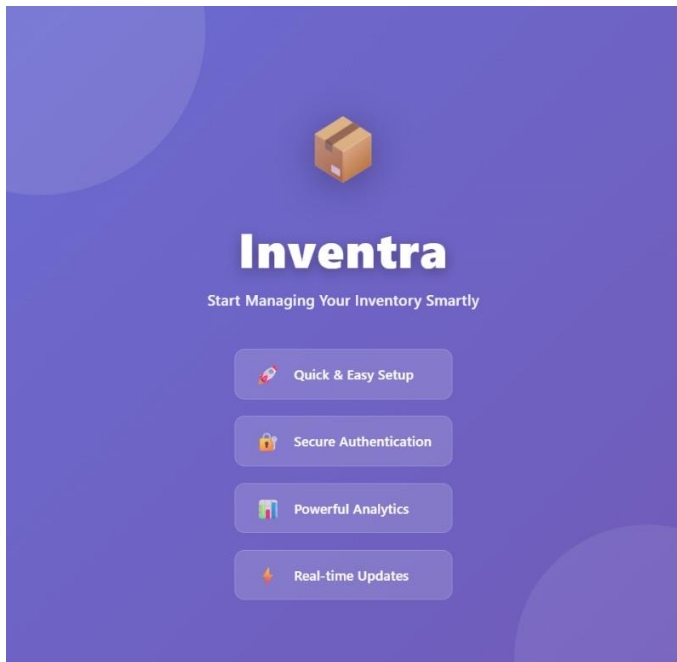 Inventra
Start Managing Your Inventory Smartly
Quick & Easy Setup
Secure Authentication
Powerful Analytics
Real-time Updates